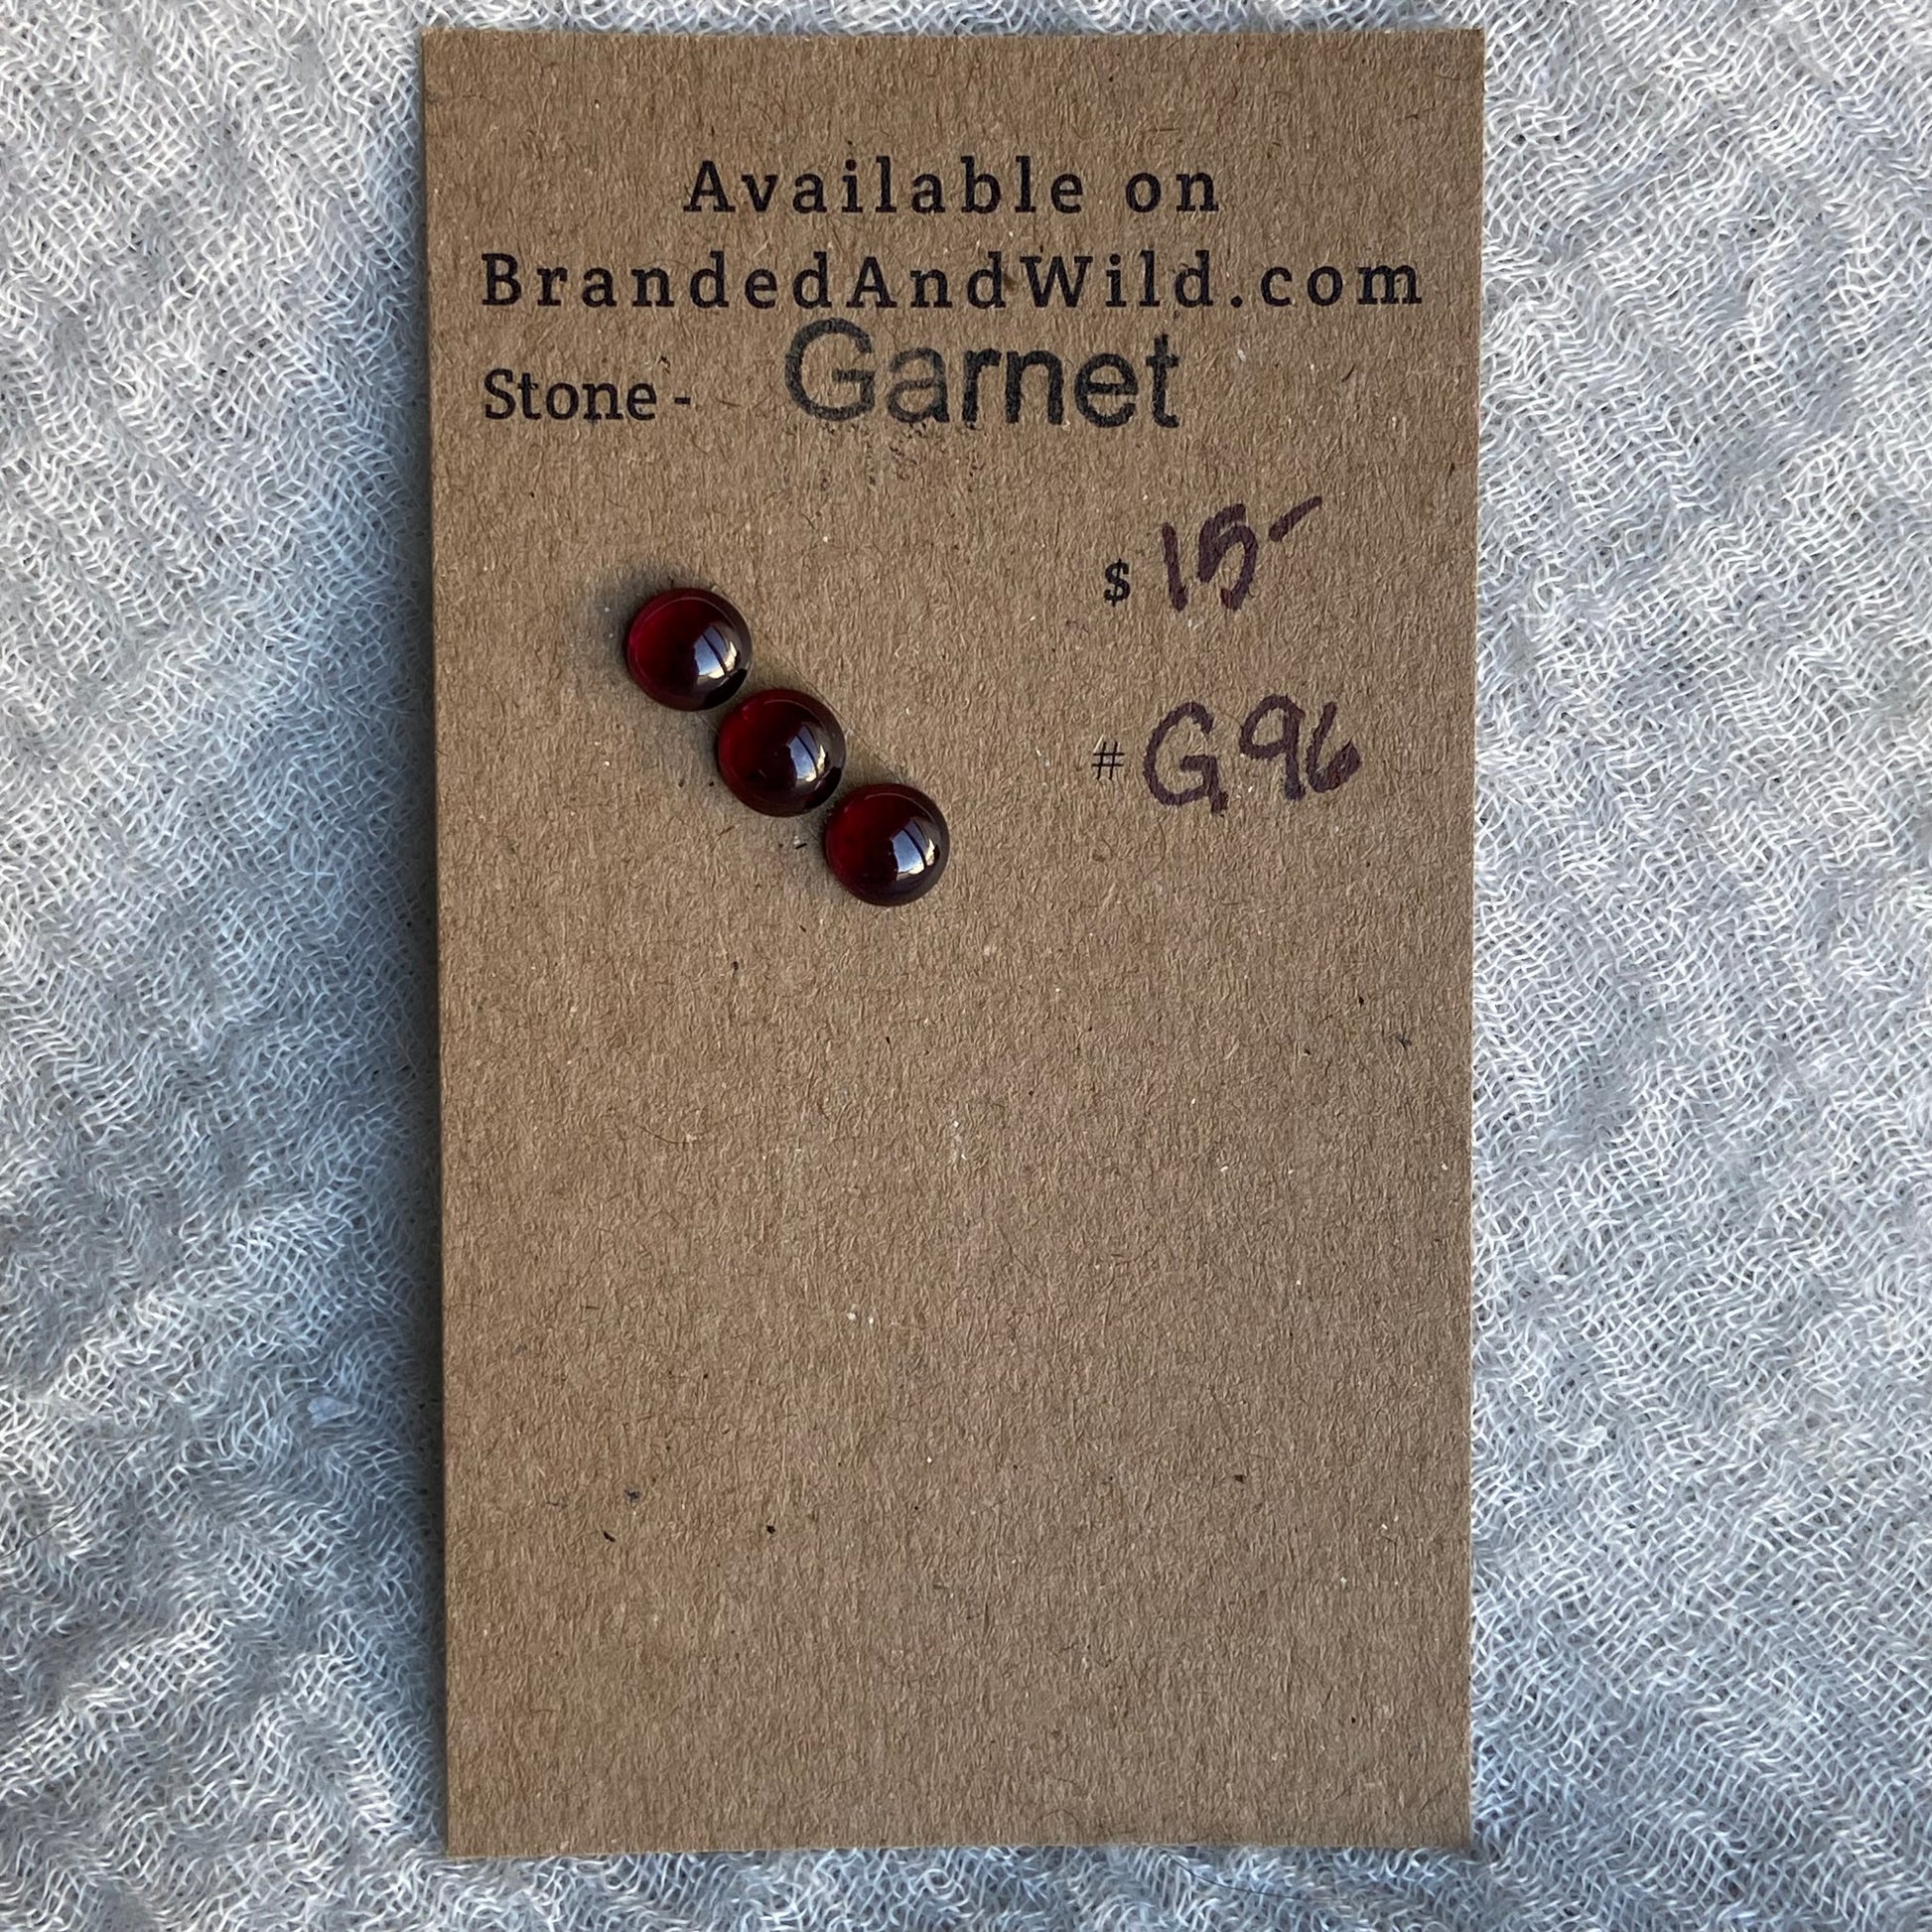 Available on
BrandedAndWild.com
Stone - Garnet
$ 15-
# G96